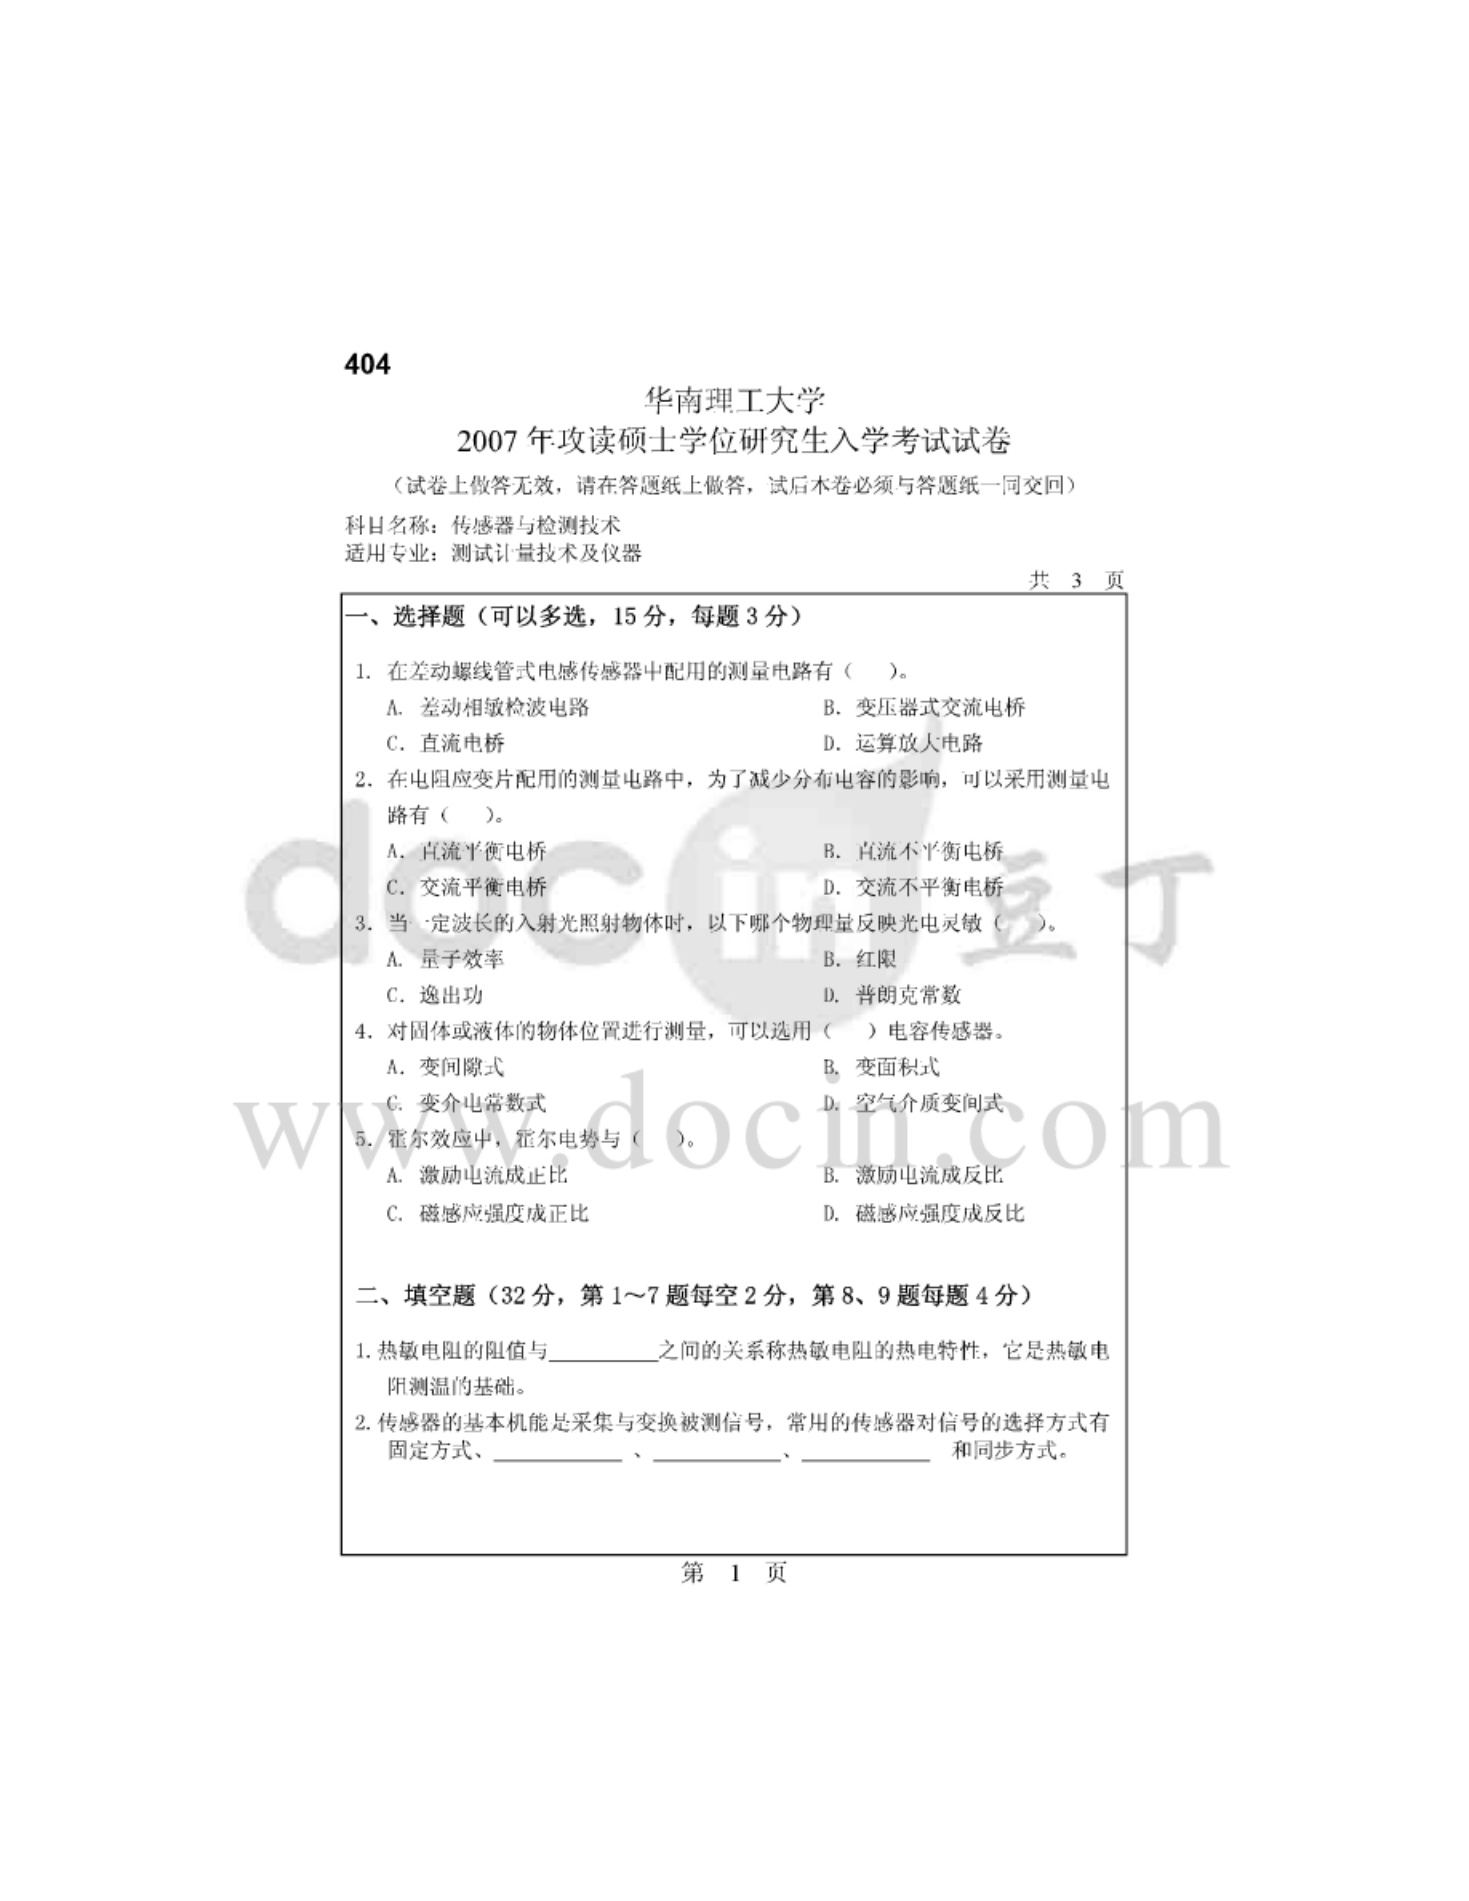 404
华南理工大学
2007 年攻读硕士学位研究生入学考试试卷
（试卷上做答无效，请在答题纸上做答，试后本卷必须与答题纸一同交回）
科目名称：传感器与检测技术
适用专业：测试计量技术及仪器
共 3 页
一、选择题（可以多选，15 分，每题 3 分）
1. 在差动螺线管式电感传感器中配用的测量电路有（ ）。
A. 差动相敏检波电路 B. 变压器式交流电桥
C. 直流电桥 D. 运算放大电路
2. 在电阻应变片配用的测量电路中，为了减少分布电容的影响，可以采用测量电
路有（ ）。
A. 直流平衡电桥 B. 直流不平衡电桥
C. 交流平衡电桥 D. 交流不平衡电桥
3. 当一定波长的入射光照射物体时，以下哪个物理量反映光电灵敏（ ）。
A. 量子效率 B. 红限
C. 逸出功 D. 普朗克常数
4. 对固体或液体的物体位置进行测量，可以选用（ ）电容传感器。
A. 变间隙式 B. 变面积式
C. 变介电常数式 D. 空气介质变间式
5. 霍尔效应中，霍尔电势与（ ）。
A. 激励电流成正比 B. 激励电流成反比
C. 磁感应强度成正比 D. 磁感应强度成反比
二、填空题（32 分，第 1～7 题每空 2 分，第 8、9 题每题 4 分）
1. 热敏电阻的阻值与__________之间的关系称热敏电阻的热电特性，它是热敏电
阻测温的基础。
2. 传感器的基本机能是采集与变换被测信号，常用的传感器对信号的选择方式有
固定方式、____________、____________、____________ 和同步方式。
第 1 页
docin 豆丁
www.docin.com